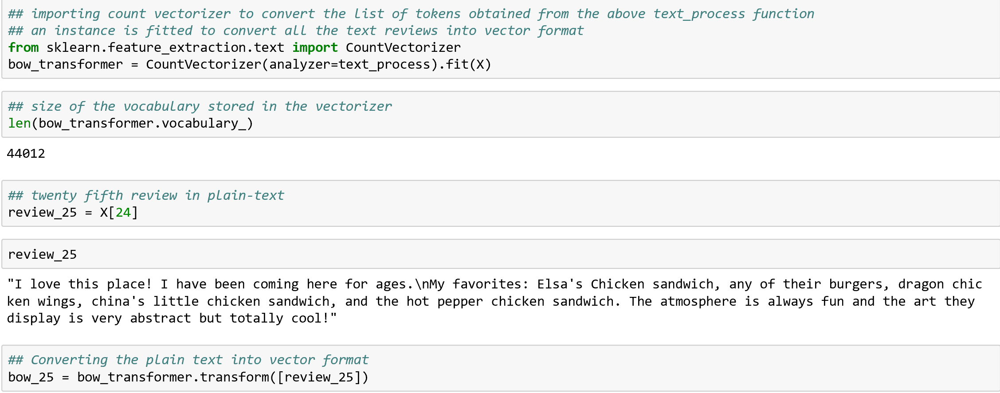 ## importing count vectorizer to convert the list of tokens obtained from the above text_process function
## an instance is fitted to convert all the text reviews into vector format
from sklearn.feature_extraction.text import CountVectorizer
bow_transformer = CountVectorizer(analyzer=text_process).fit(X)
## size of the vocabulary stored in the vectorizer
len(bow_transformer.vocabulary_)
44012
## twenty fifth review in plain-text
review_25 = X[24]
review_25
"I love this place! I have been coming here for ages.\nMy favorites: Elsa's Chicken sandwich, any of their burgers, dragon chic
ken wings, china's little chicken sandwich, and the hot pepper chicken sandwich. The atmosphere is always fun and the art they
display is very abstract but totally cool!"
## Converting the plain text into vector format
bow_25 = bow_transformer.transform([review_25])